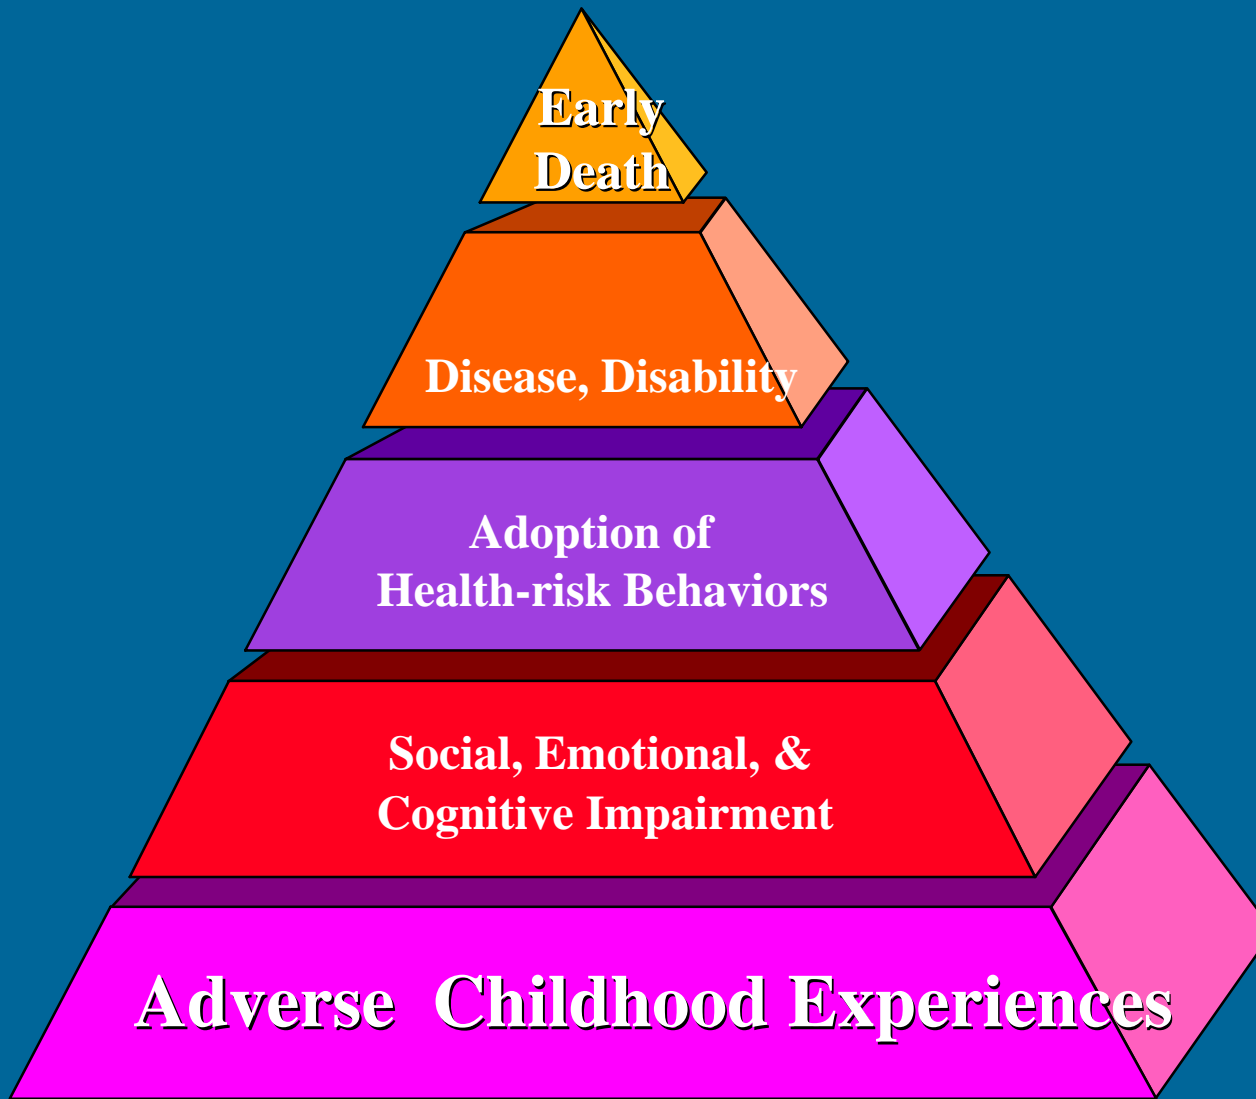 Early
Death
Disease, Disability
Adoption of
Health-risk Behaviors
Social, Emotional, &
Cognitive Impairment
Adverse Childhood Experiences